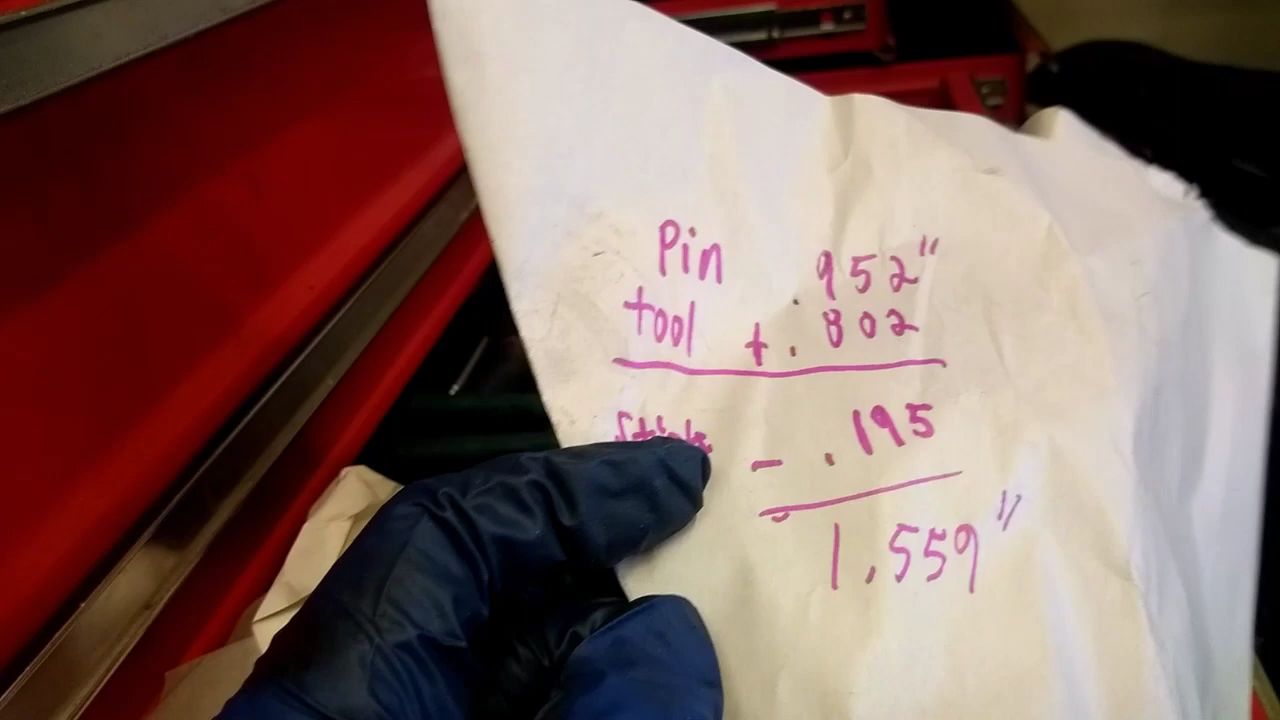 Pin .952"
tool +.802
- .195
1.559"